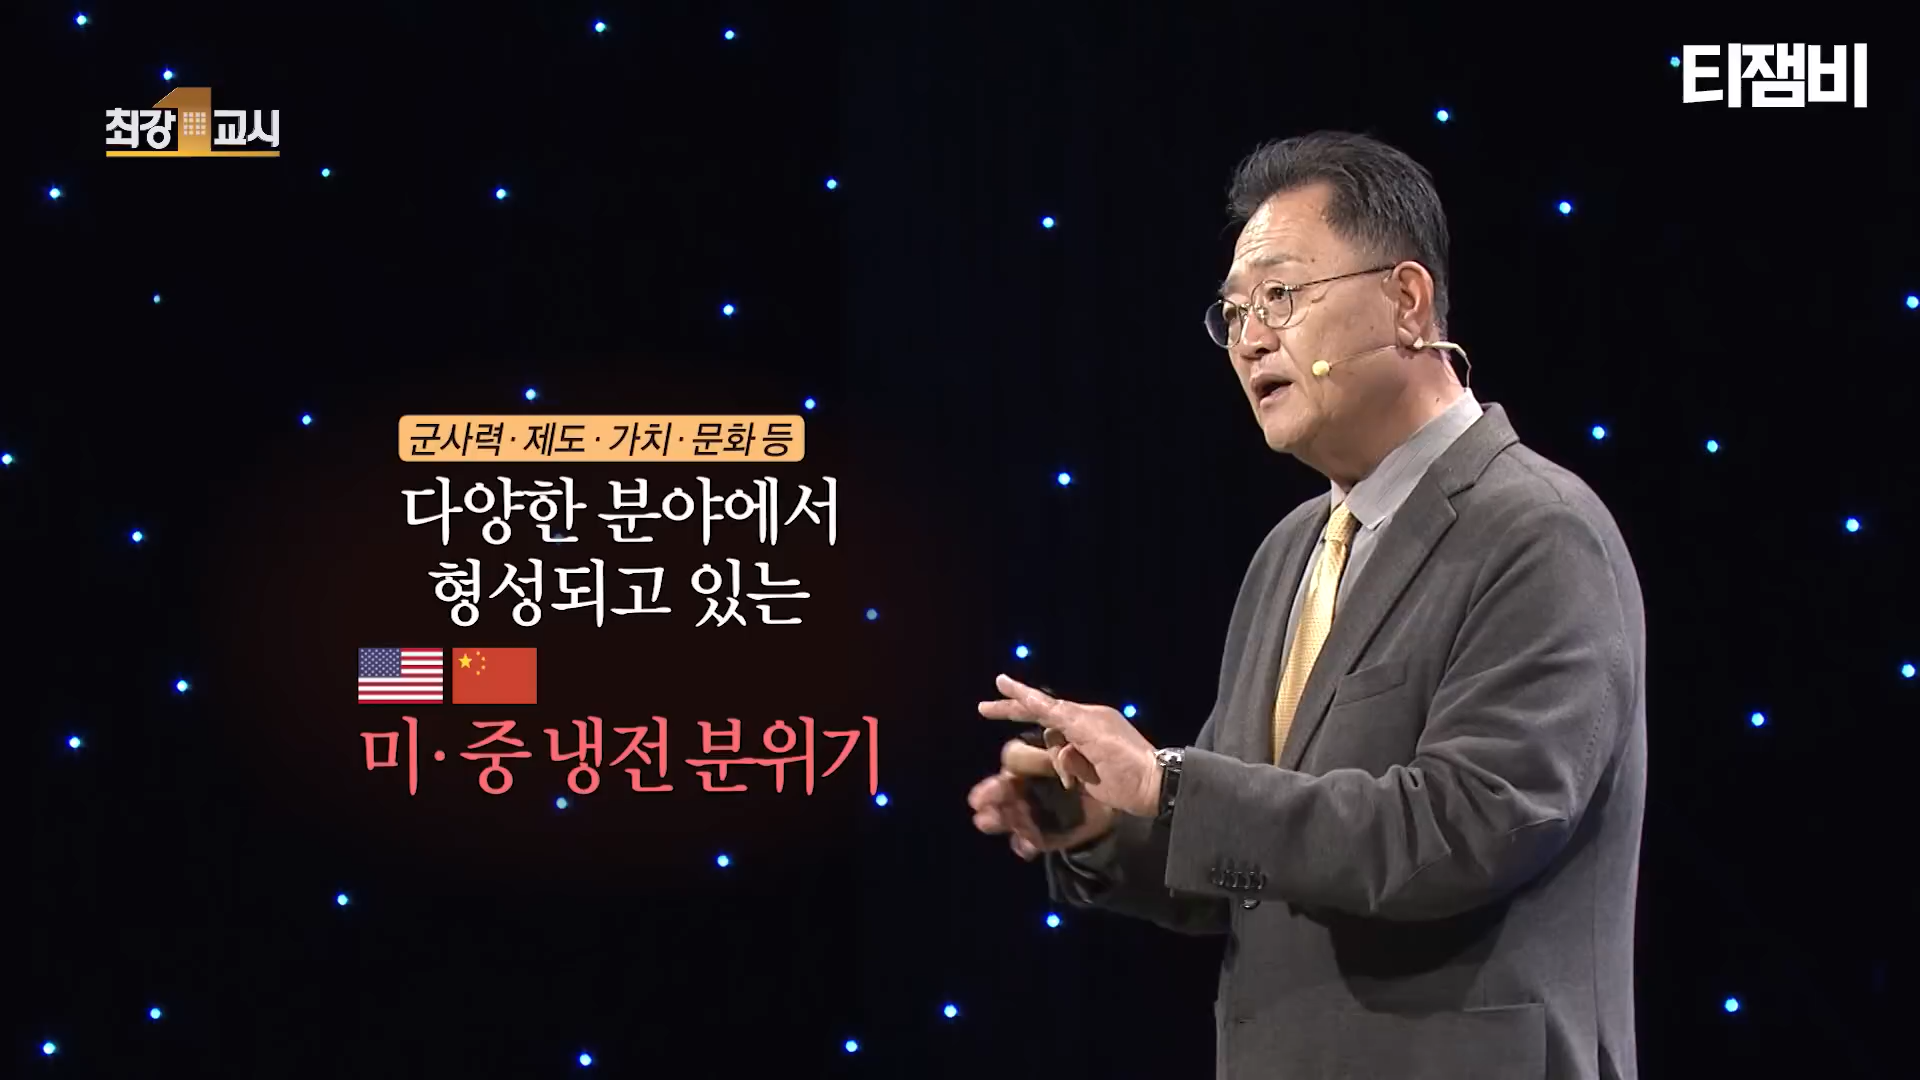 최강1교시
티잼비
군사력·제도·가치·문화 등
다양한 분야에서
형성되고 있는
미·중 냉전 분위기